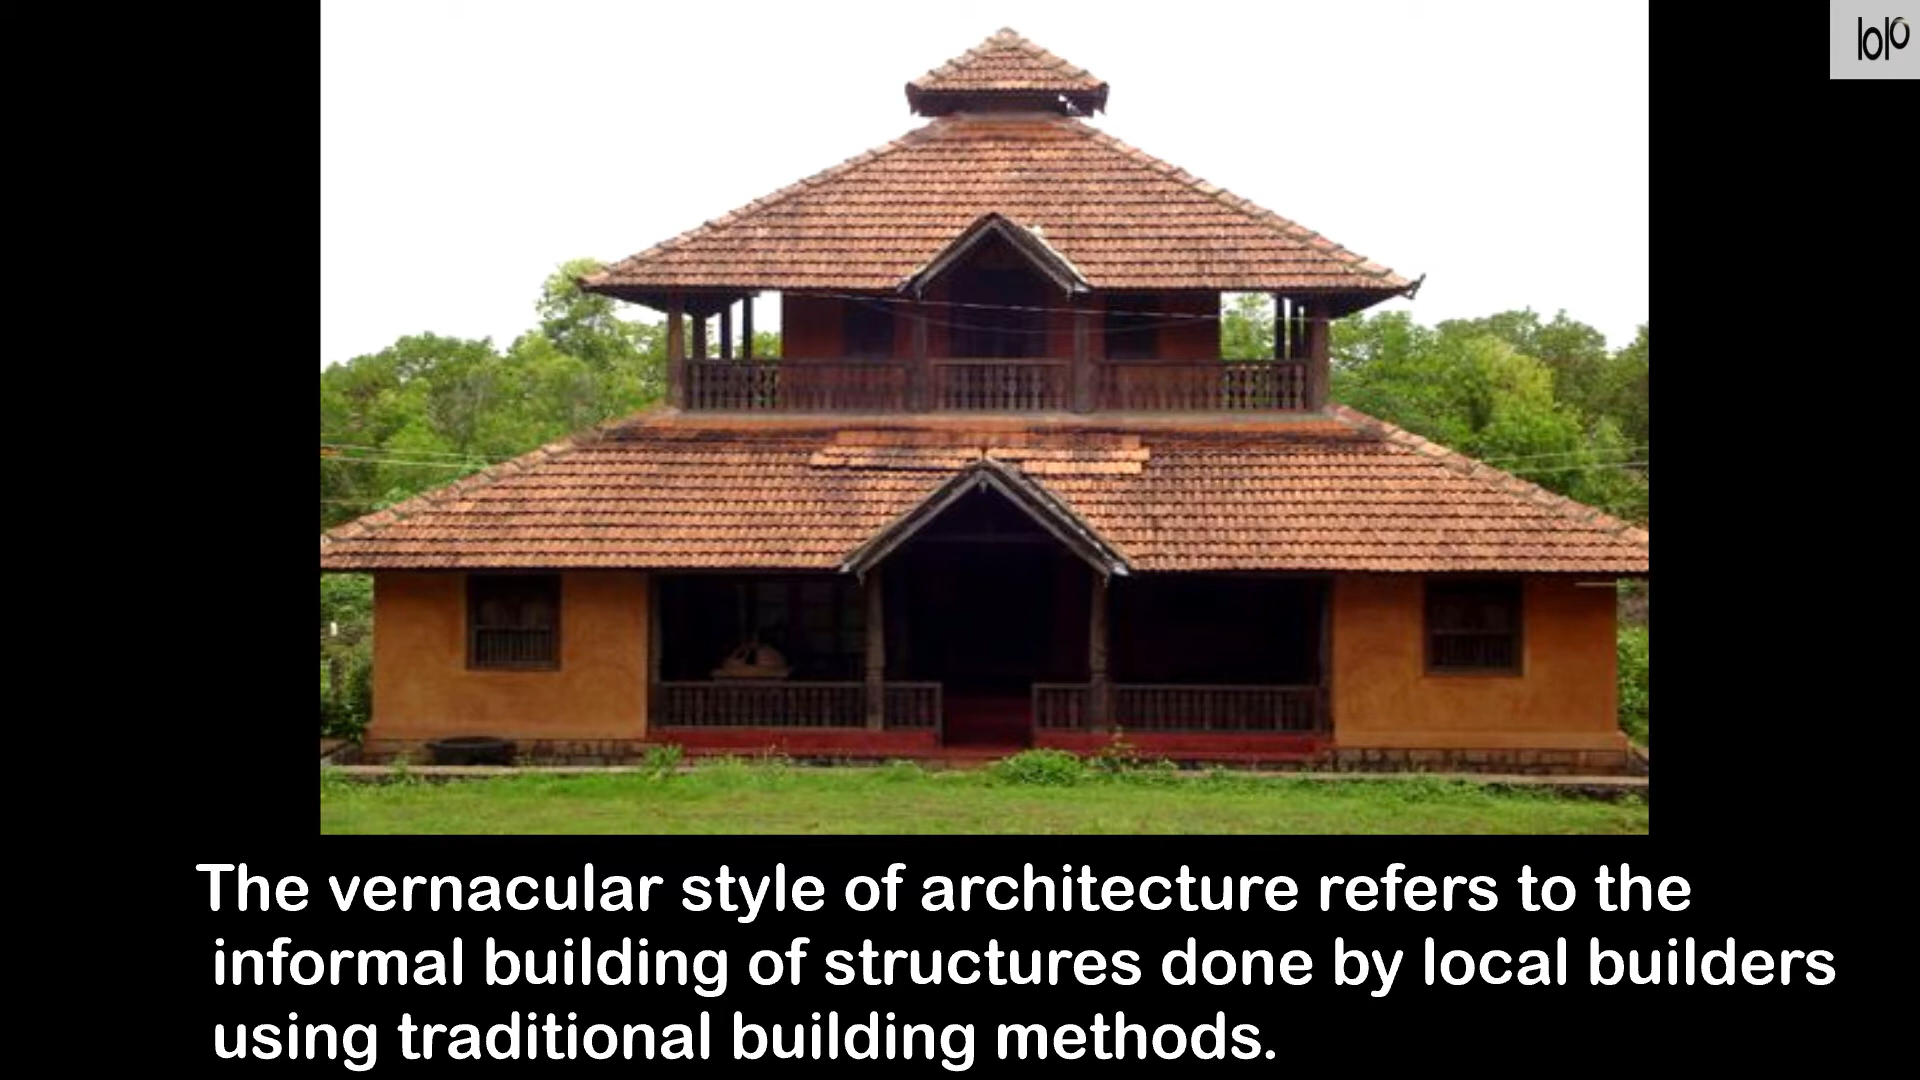 lolo
The vernacular style of architecture refers to the
informal building of structures done by local builders
using traditional building methods.